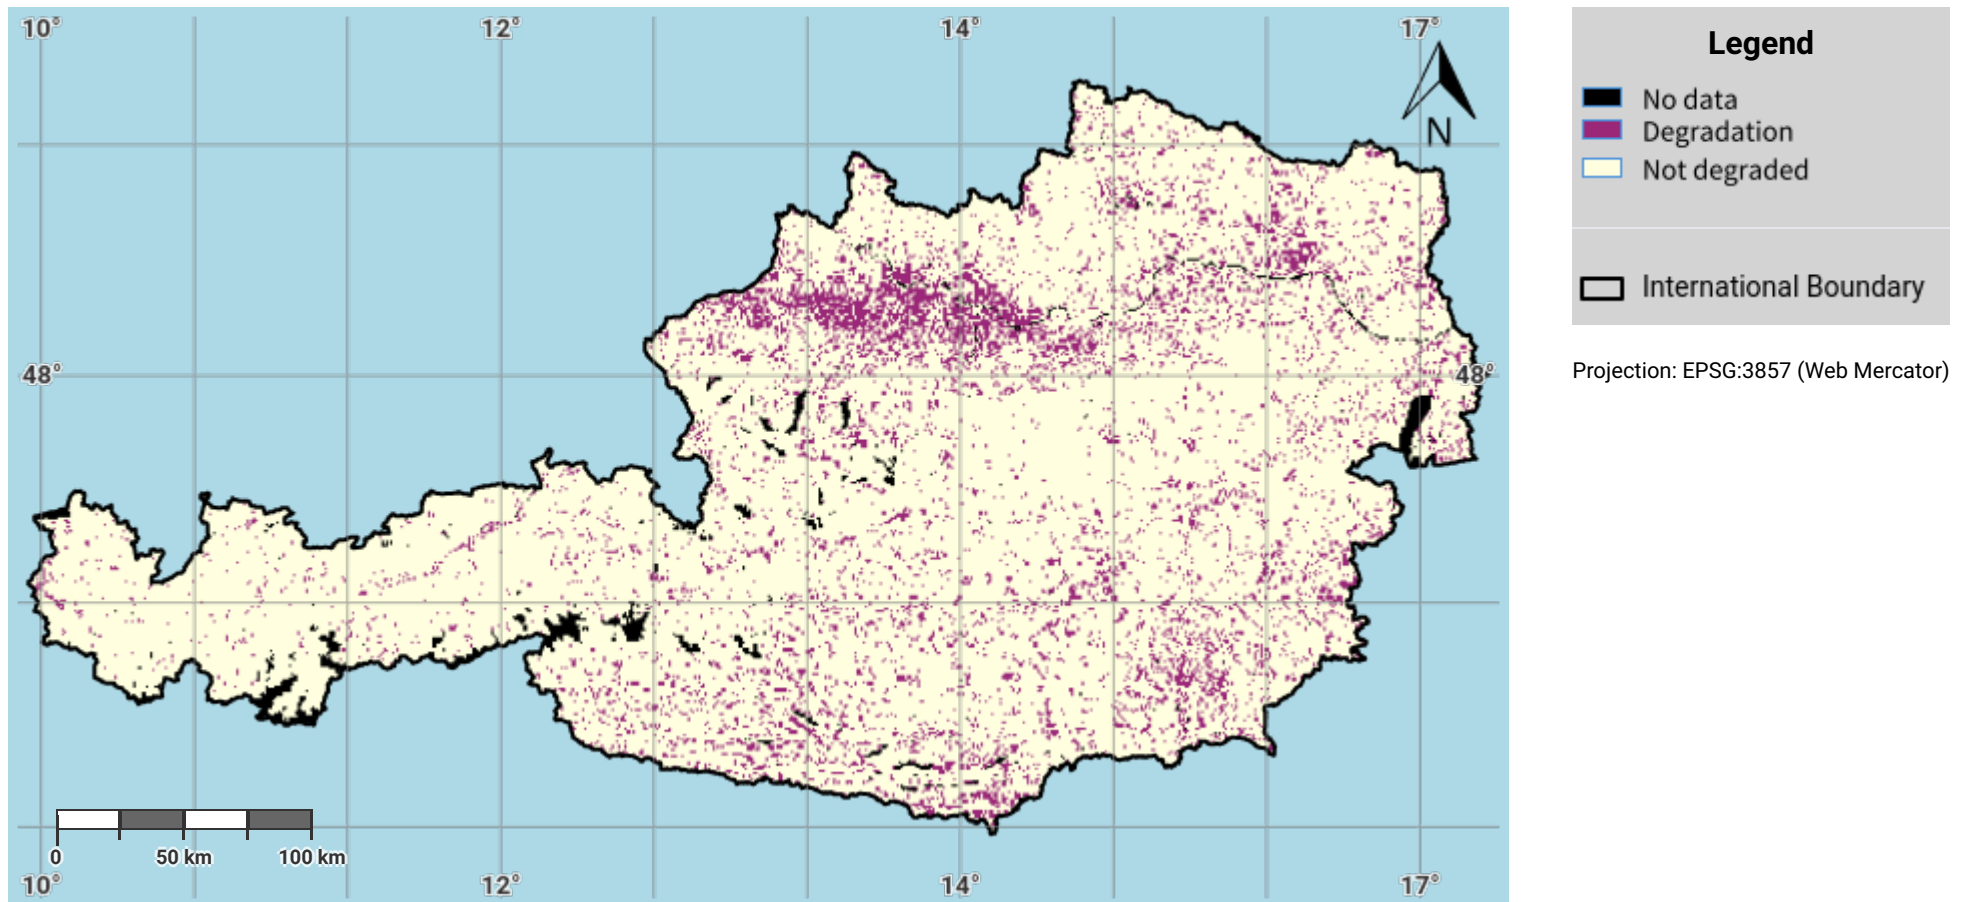 10° 12° 14° 17°
N
48° 48°
0 50 km 100 km
10° 12° 14° 17°
Legend
No data
Degradation
Not degraded
International Boundary
Projection: EPSG:3857 (Web Mercator)